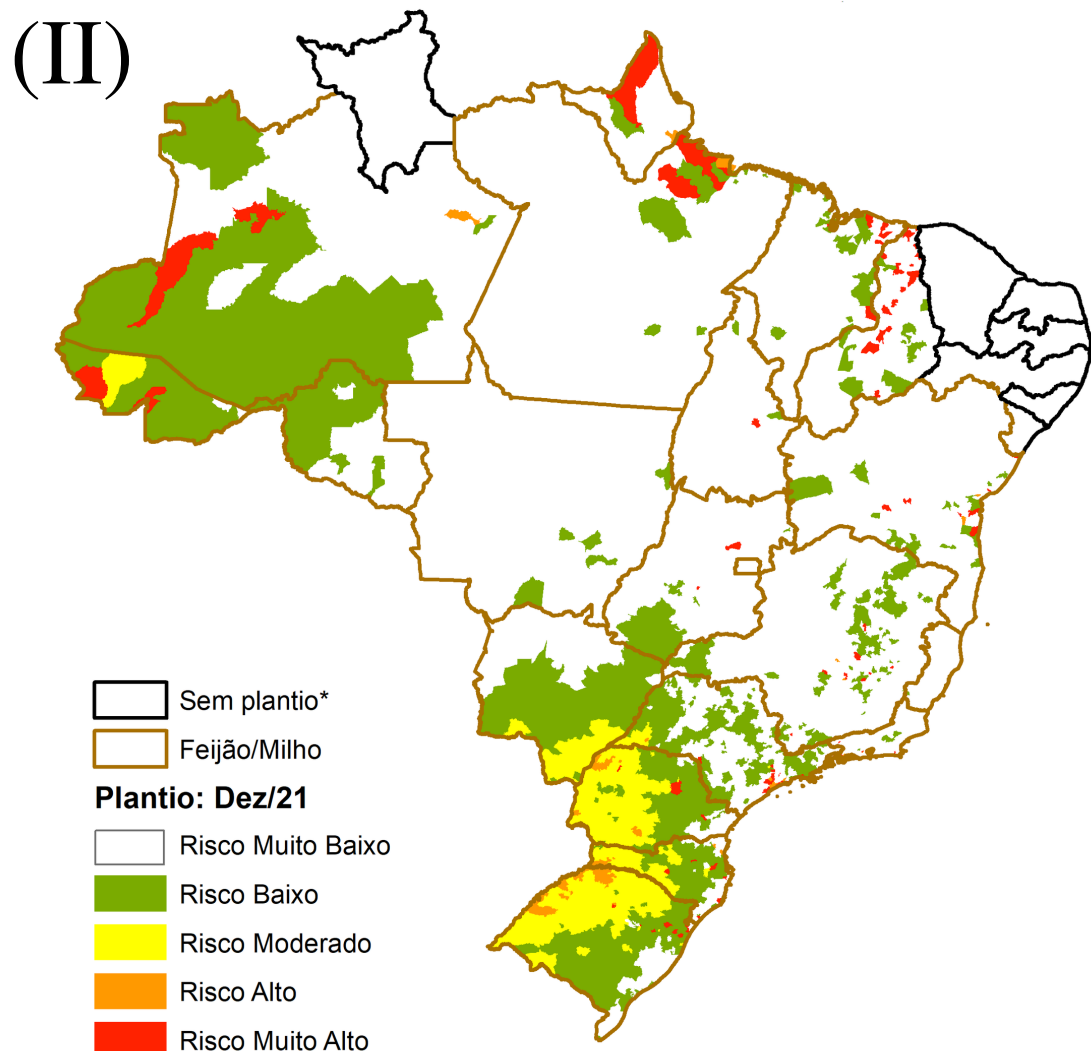 (II)
Sem plantio*
Feijão/Milho
Plantio: Dez/21
Risco Muito Baixo
Risco Baixo
Risco Moderado
Risco Alto
Risco Muito Alto